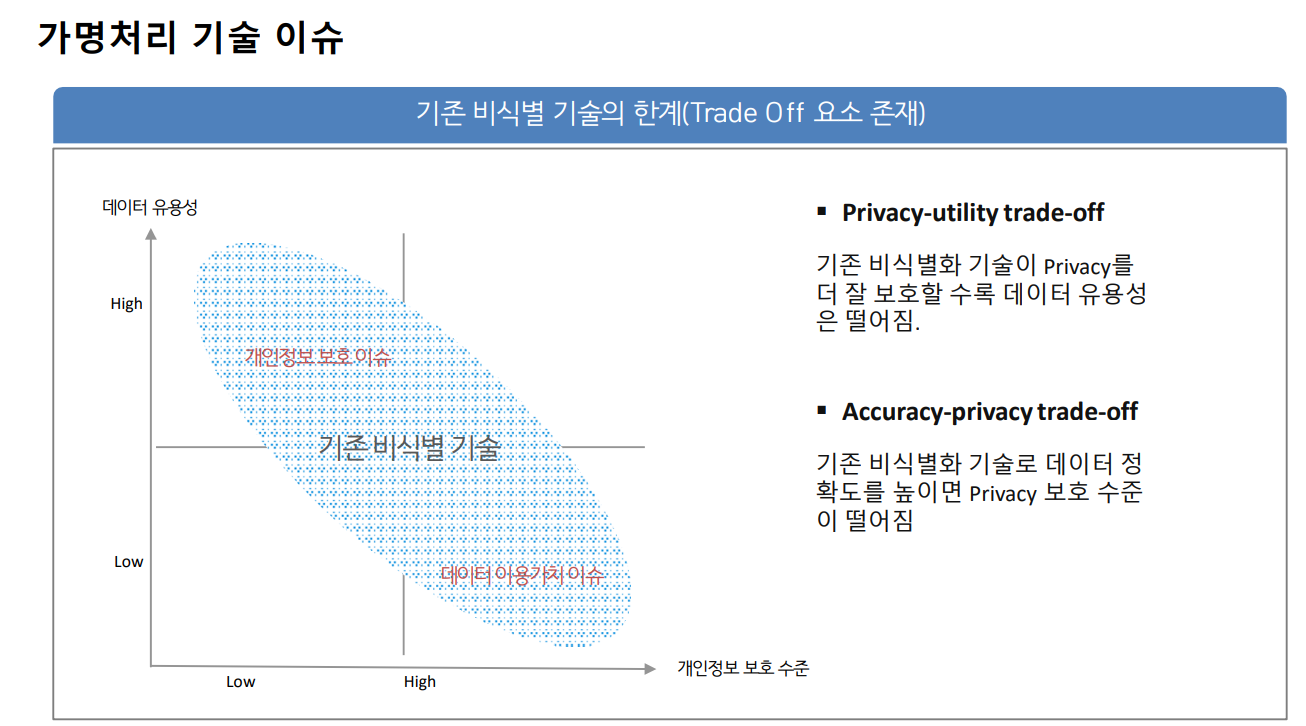 가명처리 기술 이슈
기존 비식별 기술의 한계(Trade Off 요소 존재)
데이터 유용성
High
개인정보 보호 이슈
기존 비식별 기술
Low
데이터 이용가치 이슈
Low
High
개인정보 보호 수준
▪ Privacy-utility trade-off
기존 비식별화 기술이 Privacy를
더 잘 보호할 수록 데이터 유용성
은 떨어짐.
▪ Accuracy-privacy trade-off
기존 비식별화 기술로 데이터 정
확도를 높이면 Privacy 보호 수준
이 떨어짐